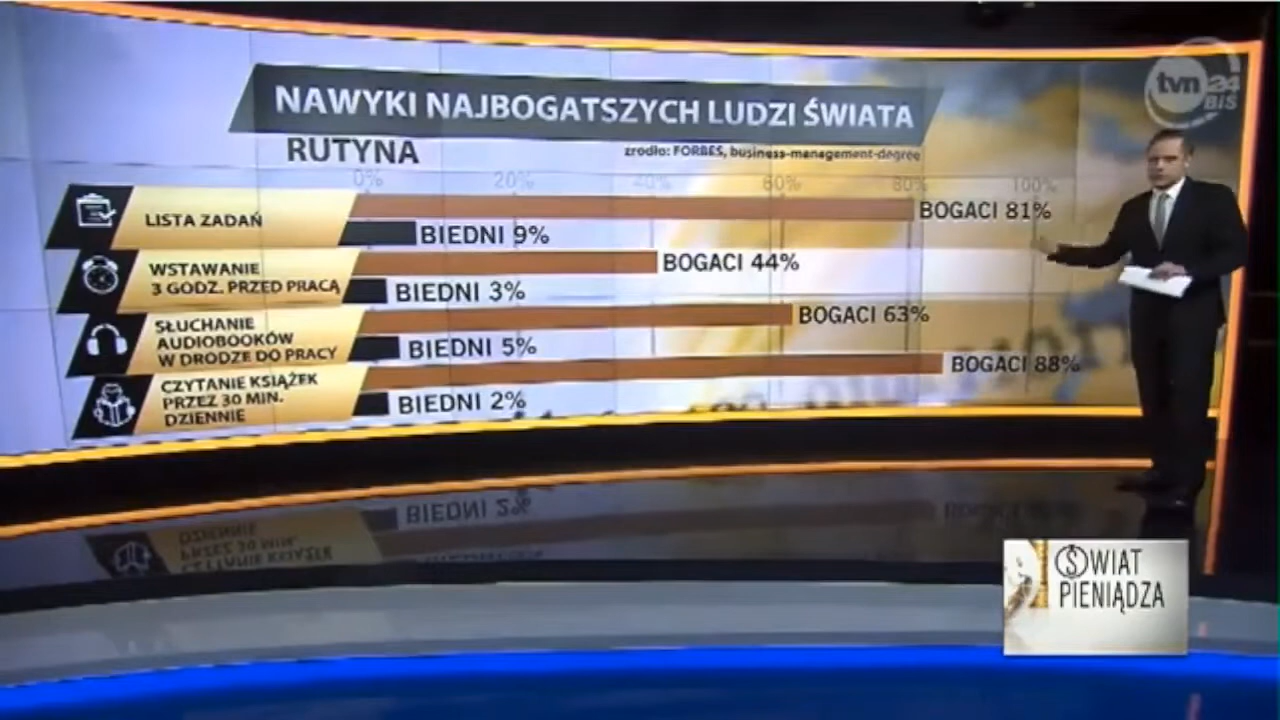 tvn24
BiS
NAWYKI NAJBOGATSZYCH LUDZI ŚWIATA
RUTYNA
zrodło: FORBES, business-management-degree
0% 20% 40% 60% 80% 100%
LISTA ZADAŃ
BOGACI 81%
BIEDNI 9%
WSTAWANIE
3 GODZ. PRZED PRACĄ
BOGACI 44%
BIEDNI 3%
SŁUCHANIE
AUDIOBOOKÓW
W DRODZE DO PRACY
BOGACI 63%
BIEDNI 5%
CZYTANIE KSIĄŻEK
PRZEZ 30 MIN.
DZIENNIE
BOGACI 88%
BIEDNI 2%
ŚWIAT
PIENIĄDZA